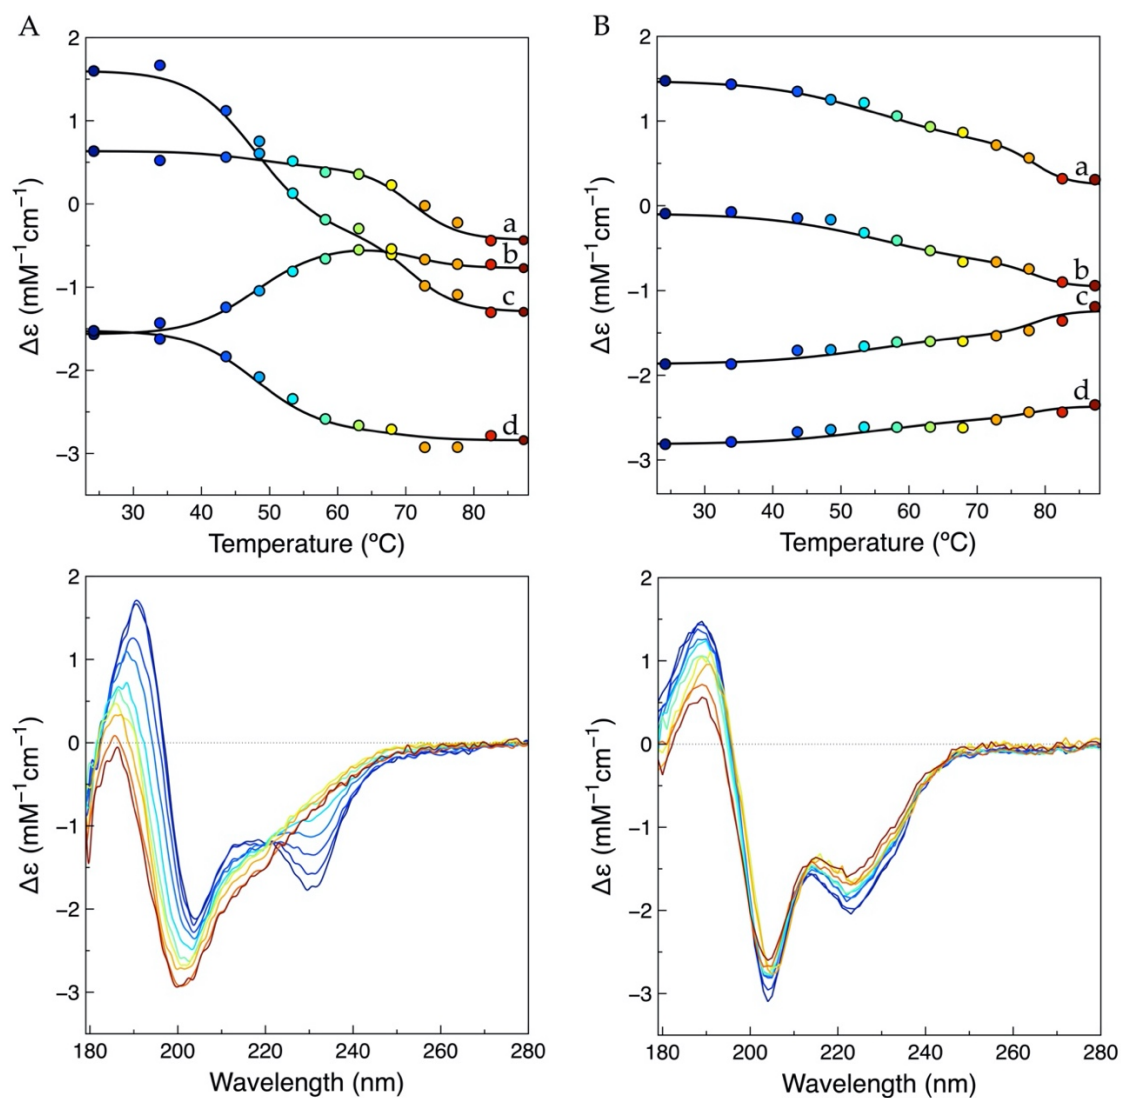 A
B
2
1
0
−1
−2
−3
Δε (mM⁻¹cm⁻¹)
a
b
c
d
30 40 50 60 70 80
Temperature (ºC)
2
1
0
−1
−2
−3
Δε (mM⁻¹cm⁻¹)
a
b
c
d
30 40 50 60 70 80
Temperature (ºC)
2
1
0
−1
−2
−3
Δε (mM⁻¹cm⁻¹)
180 200 220 240 260 280
Wavelength (nm)
2
1
0
−1
−2
−3
Δε (mM⁻¹cm⁻¹)
180 200 220 240 260 280
Wavelength (nm)